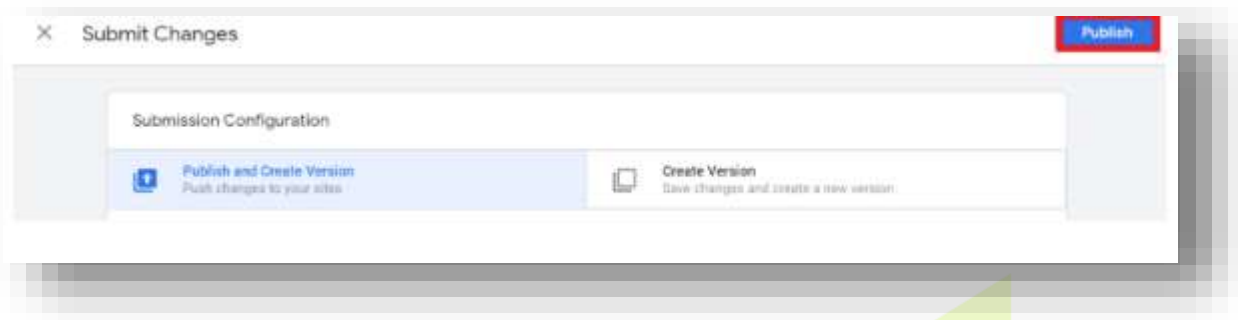 Submit Changes
Publish
Submission Configuration
Publish and Create Version
Push changes to your sites
Create Version
Save changes and create a new version